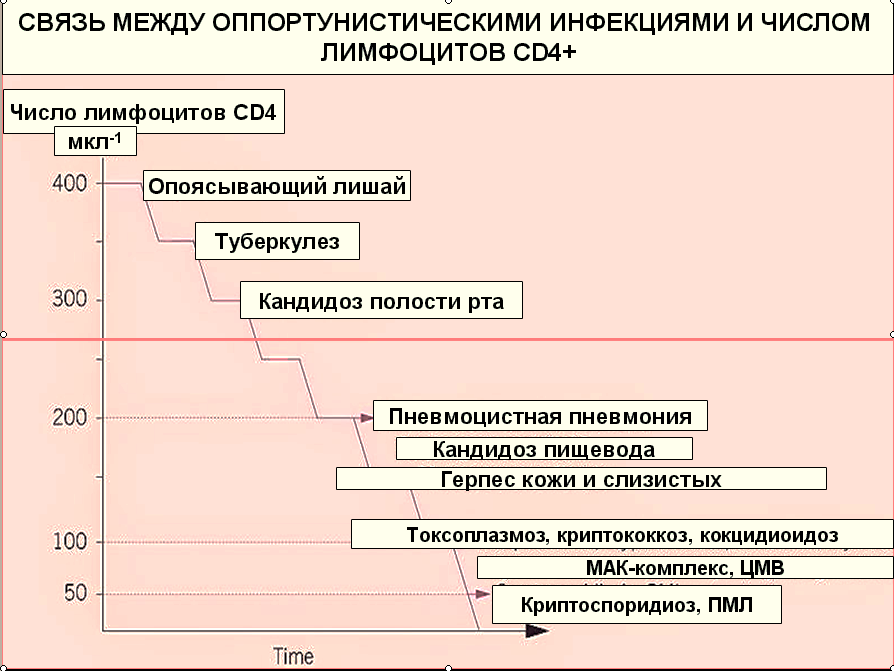 СВЯЗЬ МЕЖДУ ОППОРТУНИСТИЧЕСКИМИ ИНФЕКЦИЯМИ И ЧИСЛОМ
ЛИМФОЦИТОВ CD4+
Число лимфоцитов CD4
мкл-1
400
Опоясывающий лишай
Туберкулез
300
Кандидоз полости рта
200
Пневмоцистная пневмония
Кандидоз пищевода
Герпес кожи и слизистых
100
Токсоплазмоз, криптококкоз, кокцидиоидоз
МАК-комплекс, ЦМВ
50
Криптоспоридиоз, ПМЛ
Time